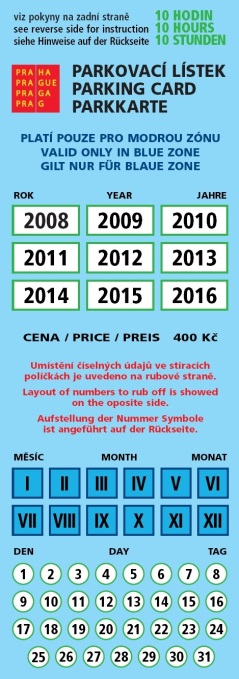 viz pokyny na zadní straně 10 HODIN
see reverse side for instruction 10 HOURS
siehe Hinweise auf der Rückseite 10 STUNDEN
PRA HA
PRA GUE
PRA GA
PRA G
PARKOVACÍ LÍSTEK
PARKING CARD
PARKKARTE
PLATÍ POUZE PRO MODROU ZÓNU
VALID ONLY IN BLUE ZONE
GILT NUR FÜR BLAUE ZONE
ROK YEAR JAHRE
2008 2009 2010
2011 2012 2013
2014 2015 2016
CENA / PRICE / PREIS 400 Kč
Umístění číselných údajů ve stíracích
políčkách je uvedeno na rubové straně.
Layout of numbers to rub off is showed
on the oposite side.
Aufstellung der Nummer Symbole
ist angeführt auf der Rückseite.
MĚSÍC MONTH MONAT
I II III IV V VI
VII VIII IX X XI XII
DEN DAY TAG
1 2 3 4 5 6 7 8
9 10 11 12 13 14 15 16
17 18 19 20 21 22 23 24
25 26 27 28 29 30 31